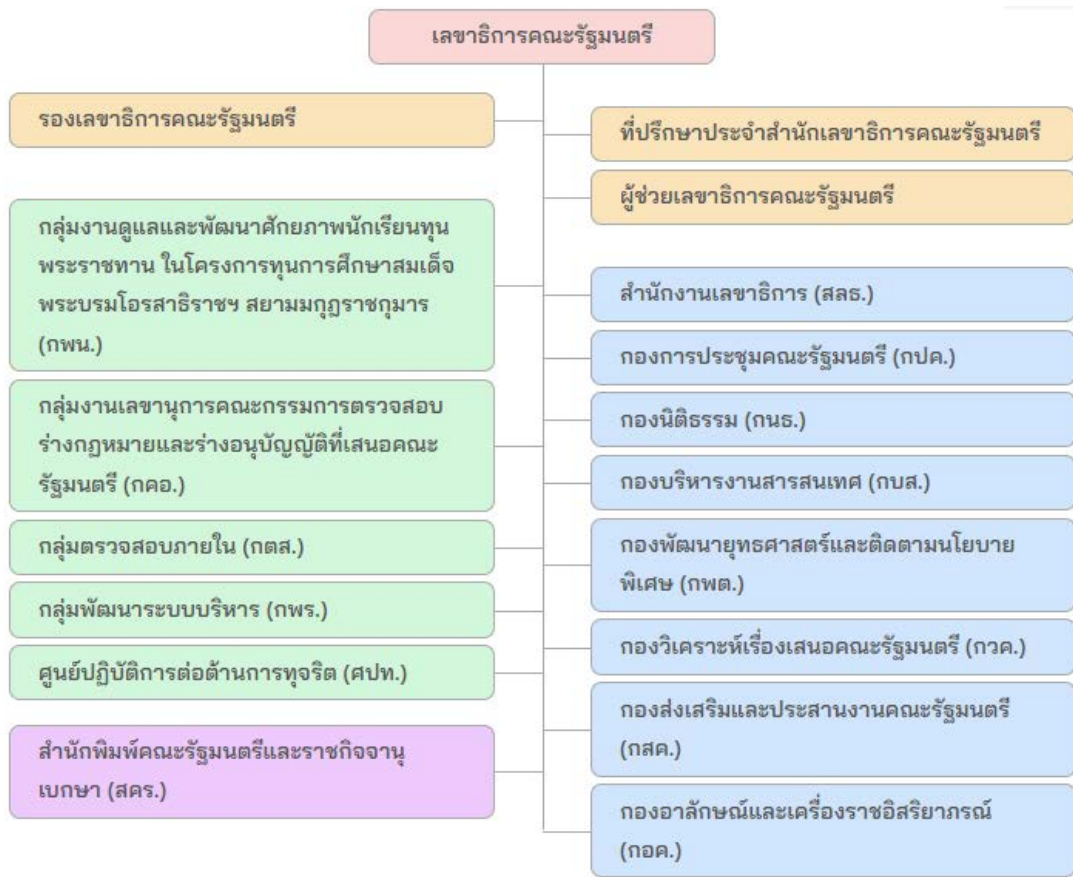 เลขาธิการคณะรัฐมนตรี
รองเลขาธิการคณะรัฐมนตรี
ที่ปรึกษาประจำสำนักเลขาธิการคณะรัฐมนตรี
ผู้ช่วยเลขาธิการคณะรัฐมนตรี
กลุ่มงานดูแลและพัฒนาศักยภาพนักเรียนทุน
พระราชทาน ในโครงการทุนการศึกษาสมเด็จ
พระบรมโอรสาธิราชฯ สยามมกุฎราชกุมาร
(กพน.)
กลุ่มงานเลขานุการคณะกรรมการตรวจสอบ
ร่างกฎหมายและร่างอนุบัญญัติที่เสนอคณะ
รัฐมนตรี (กคอ.)
กลุ่มตรวจสอบภายใน (กตส.)
กลุ่มพัฒนาระบบบริหาร (กพร.)
ศูนย์ปฏิบัติการต่อต้านการทุจริต (ศปท.)
สำนักพิมพ์คณะรัฐมนตรีและราชกิจจานุ
เบกษา (สคร.)
สำนักงานเลขาธิการ (สลธ.)
กองการประชุมคณะรัฐมนตรี (กปค.)
กองนิติธรรม (กนธ.)
กองบริหารงานสารสนเทศ (กบส.)
กองพัฒนายุทธศาสตร์และติดตามนโยบาย
พิเศษ (กพต.)
กองวิเคราะห์เรื่องเสนอคณะรัฐมนตรี (กวค.)
กองส่งเสริมและประสานงานคณะรัฐมนตรี
(กสค.)
กองอาลักษณ์และเครื่องราชอิสริยาภรณ์
(กอค.)